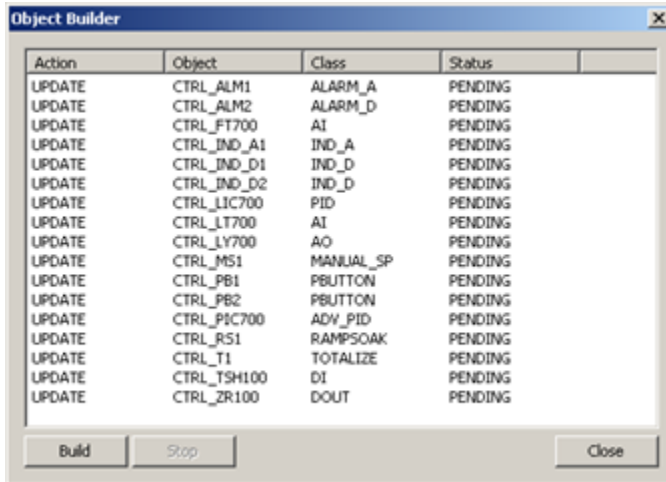 Object Builder
Action Object Class Status
UPDATE CTRL_ALM1 ALARM_A PENDING
UPDATE CTRL_ALM2 ALARM_D PENDING
UPDATE CTRL_FT700 AI PENDING
UPDATE CTRL_IND_A1 IND_A PENDING
UPDATE CTRL_IND_D1 IND_D PENDING
UPDATE CTRL_IND_D2 IND_D PENDING
UPDATE CTRL_LIC700 PID PENDING
UPDATE CTRL_LT700 AI PENDING
UPDATE CTRL_LY700 AO PENDING
UPDATE CTRL_MS1 MANUAL_SP PENDING
UPDATE CTRL_PB1 PBUTTON PENDING
UPDATE CTRL_PB2 PBUTTON PENDING
UPDATE CTRL_PIC700 ADV_PID PENDING
UPDATE CTRL_RS1 RAMPSOAK PENDING
UPDATE CTRL_T1 TOTALIZE PENDING
UPDATE CTRL_TSH100 DI PENDING
UPDATE CTRL_ZR100 DOUT PENDING
Build Stop Close